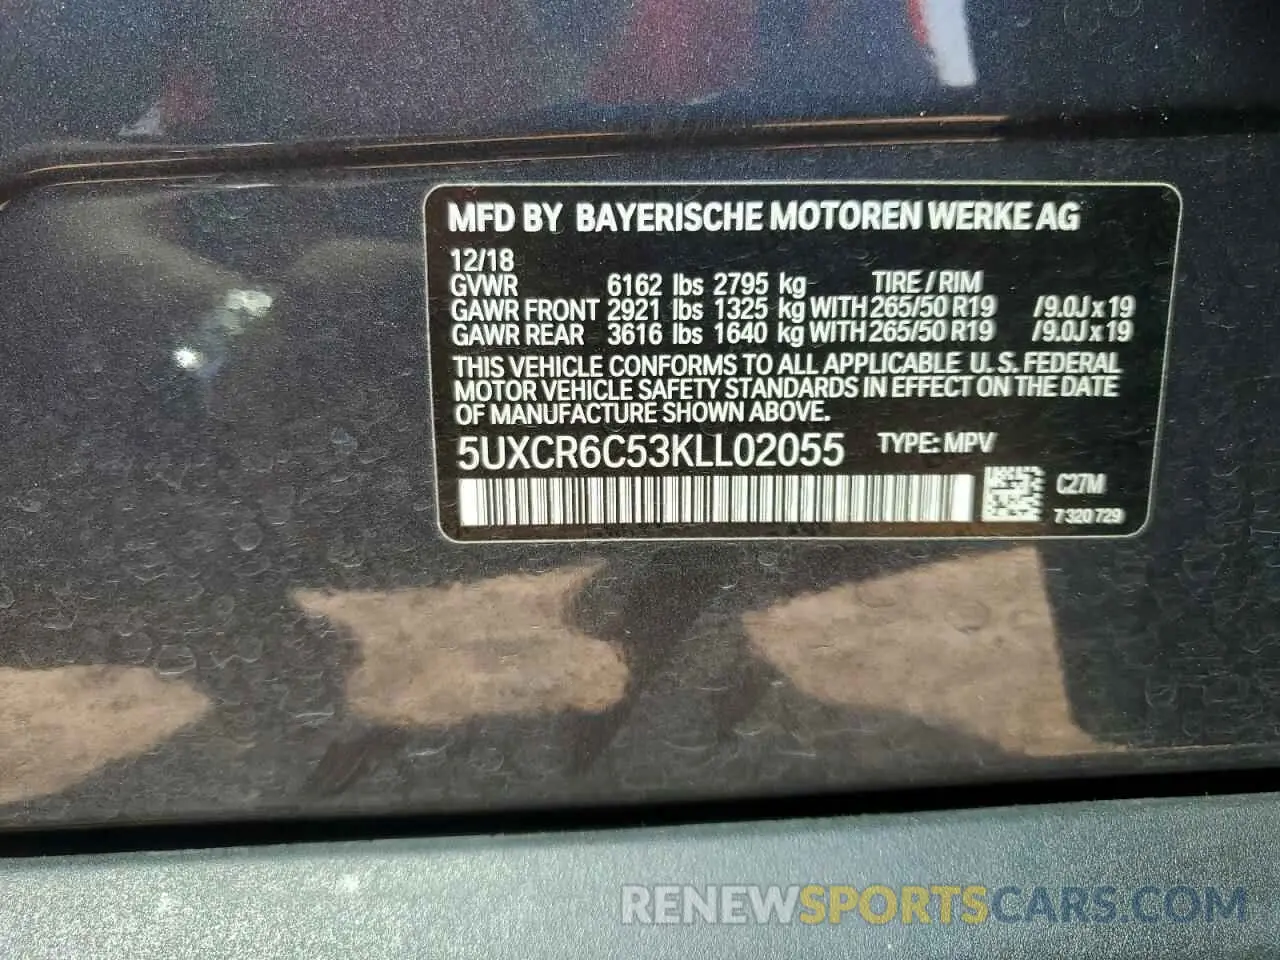 MFD BY BAYERISCHE MOTOREN WERKE AG
12/18
GVWR 6162 lbs 2795 kg TIRE / RIM
GAWR FRONT 2921 lbs 1325 kg WITH 265/50 R19 /9.0J x 19
GAWR REAR 3616 lbs 1640 kg WITH 265/50 R19 /9.0J x 19
THIS VEHICLE CONFORMS TO ALL APPLICABLE U.S. FEDERAL
MOTOR VEHICLE SAFETY STANDARDS IN EFFECT ON THE DATE
OF MANUFACTURE SHOWN ABOVE.
5UXCR6C53KLL02055 TYPE: MPV
C27M
7 320 729
RENEWSPORTSCARS.COM